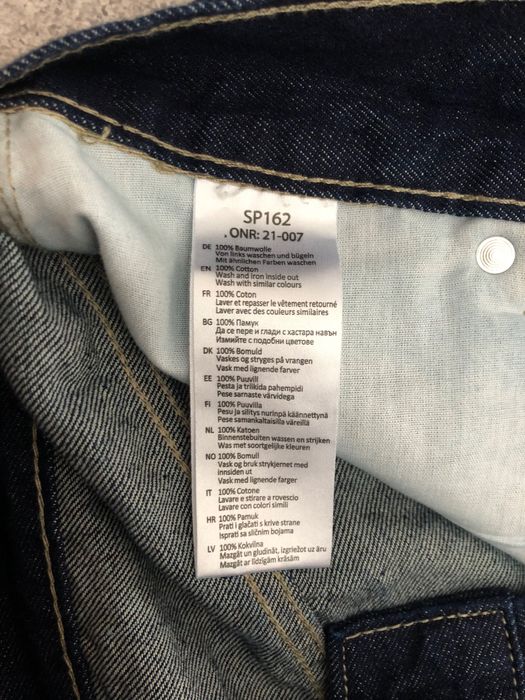 SP162
. ONR: 21-007
DE 100% Baumwolle
Von links waschen und bügeln
Mit ähnlichen Farben waschen
EN 100% Cotton
Wash and iron inside out
Wash with similar colours
FR 100% Coton
Laver et repasser le vêtement retourné
Laver avec des couleurs similaires
BG 100% Памук
Да се пере и глади с хастара навън
Измийте с подобни цветове
DK 100% Bomuld
Vaskes og stryges på vrangen
Vask med lignende farver
EE 100% Puuvill
Pesta ja triikida pahempidi
Pese sarnaste värvidega
FI 100% Puuvilla
Pesu ja silitys nurinpa käännettynä
Pese samankaltaisilla väreillä
NL 100% Katoen
Binnenstebuiten wassen en strijken
Was met soortgelijke kleuren
NO 100% Bomull
Vask og bruk strykjernet med
innsiden ut
Vask med lignende farger
IT 100% Cotone
Lavare e stirare a rovescio
Lavare con colori simili
HR 100% Pamuk
Prati i glačati s krive strane
Isprati sa sličnim bojama
LV 100% Kokvilna
Mazgāt un gludināt, izgriežot uz āru
Mazgāt ar līdzīgām krāsām